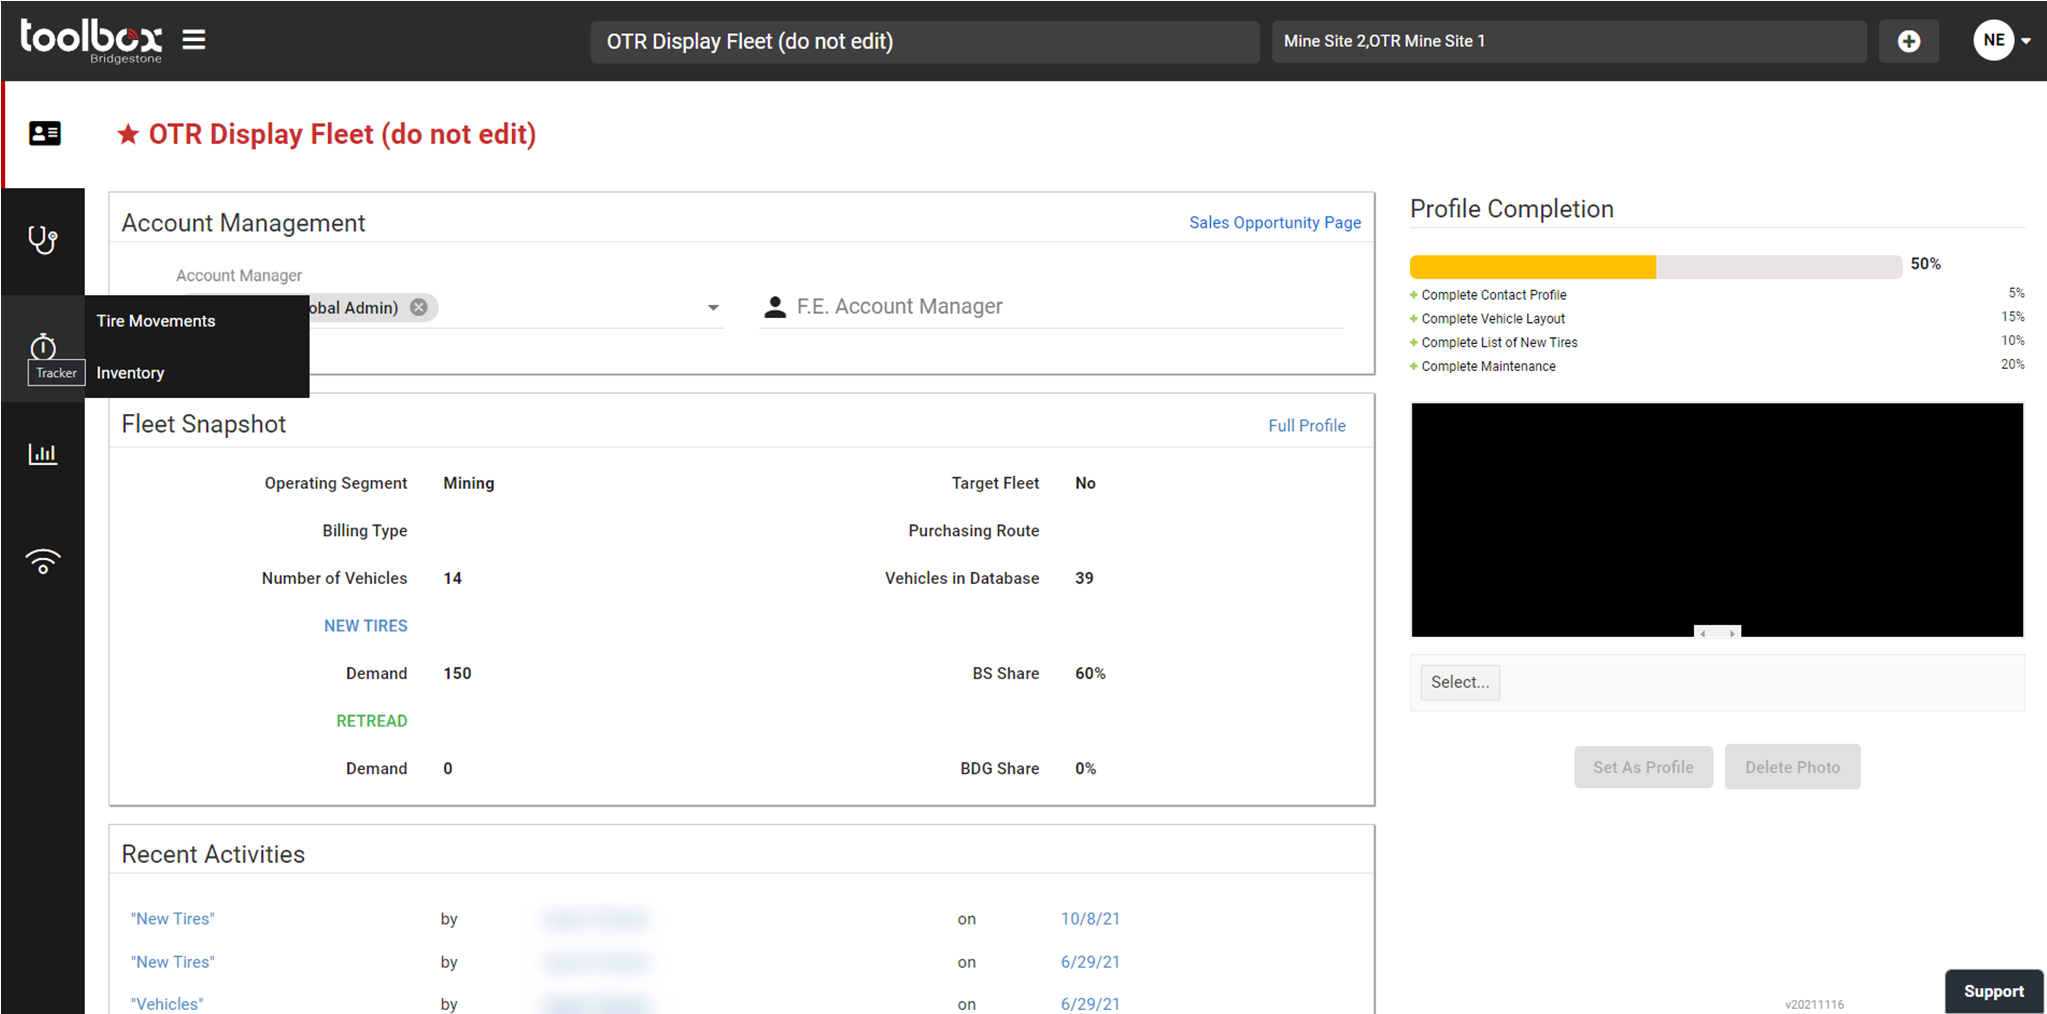 toolbox
Bridgestone
OTR Display Fleet (do not edit)
Mine Site 2,OTR Mine Site 1
NE
OTR Display Fleet (do not edit)
Account Management
Sales Opportunity Page
Account Manager
obal Admin)
F.E. Account Manager
Tire Movements
Tracker
Inventory
Fleet Snapshot
Full Profile
Operating Segment Mining Target Fleet No
Billing Type Purchasing Route
Number of Vehicles 14 Vehicles in Database 39
NEW TIRES
Demand 150 BS Share 60%
RETREAD
Demand 0 BDG Share 0%
Recent Activities
"New Tires" by on 10/8/21
"New Tires" by on 6/29/21
"Vehicles" by on 6/29/21
Profile Completion
50%
+ Complete Contact Profile 5%
+ Complete Vehicle Layout 15%
+ Complete List of New Tires 10%
+ Complete Maintenance 20%
Select...
Set As Profile Delete Photo
v20211116
Support